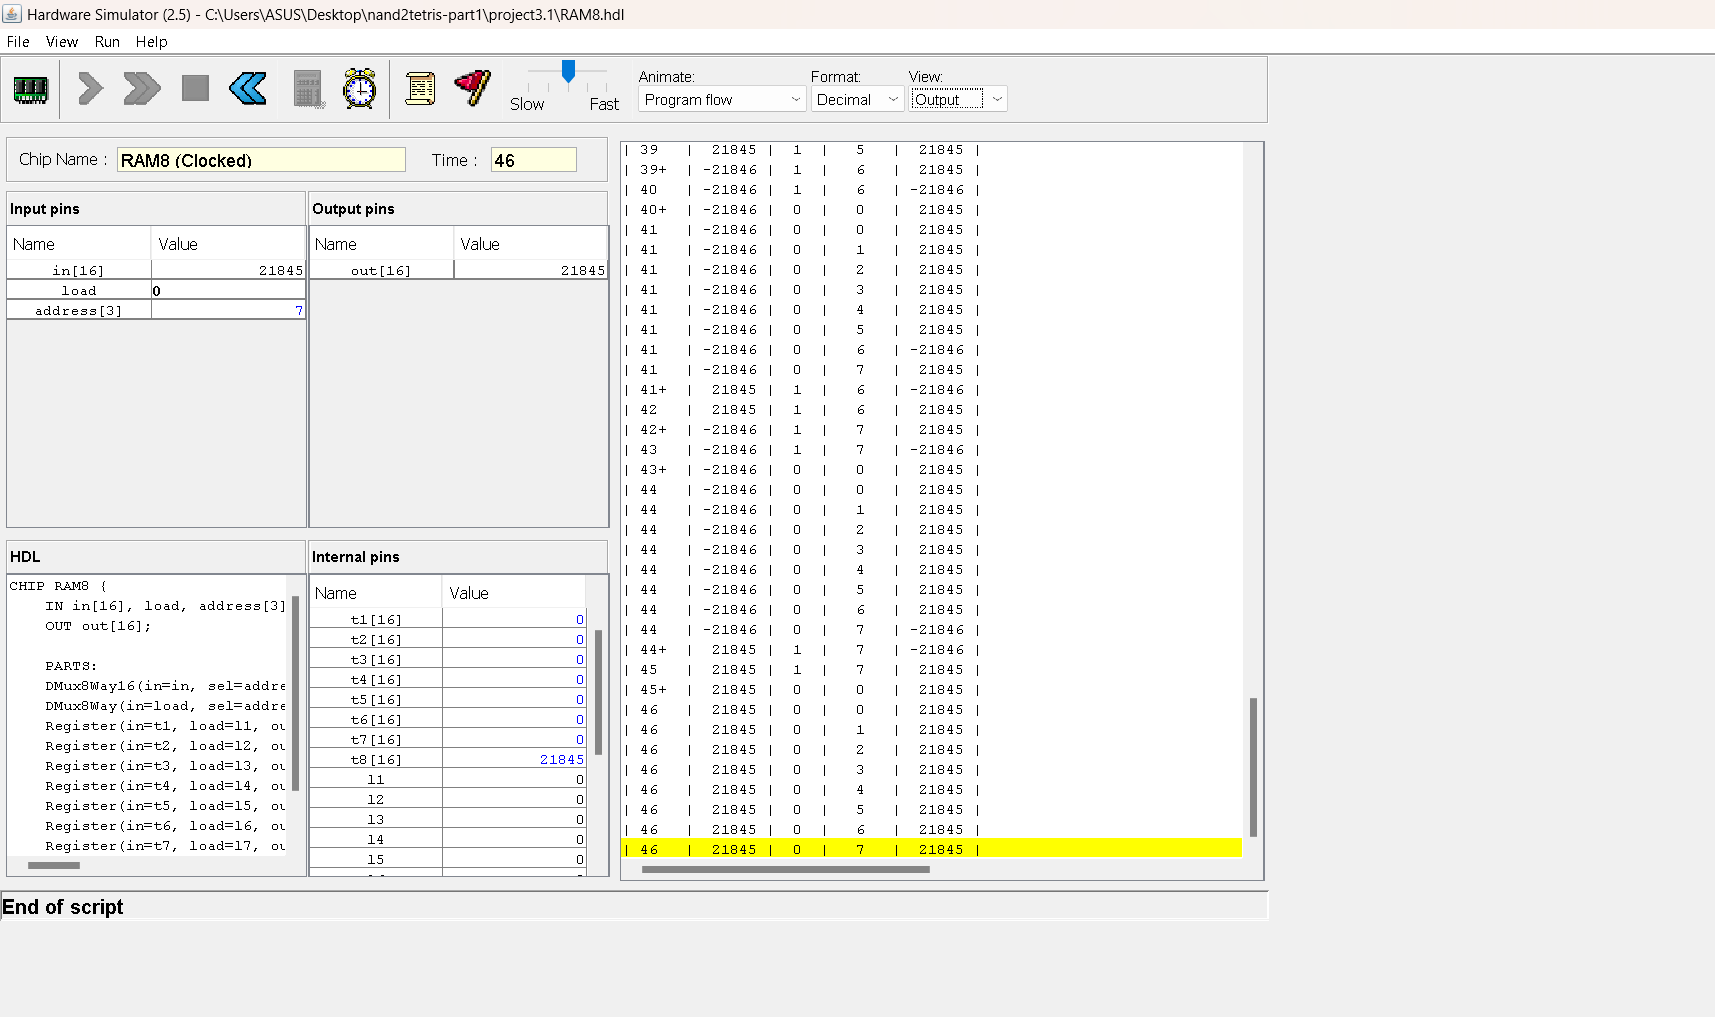 Hardware Simulator (2.5) - C:\Users\ASUS\Desktop\nand2tetris-part1\project3.1\RAM8.hdl
File View Run Help
Slow Fast
Animate: Format: View:
Program flow Decimal Output
Chip Name : RAM8 (Clocked) Time : 46
Input pins
Name Value
in[16] 21845
load 0
address[3] 7
Output pins
Name Value
out[16] 21845
HDL
CHIP RAM8 {
IN in[16], load, address[3]
OUT out[16];
PARTS:
DMux8Way16(in=in, sel=addre
DMux8Way(in=load, sel=addre
Register(in=t1, load=l1, ou
Register(in=t2, load=l2, ou
Register(in=t3, load=l3, ou
Register(in=t4, load=l4, ou
Register(in=t5, load=l5, ou
Register(in=t6, load=l6, ou
Register(in=t7, load=l7, ou
Internal pins
Name Value
t1[16] 0
t2[16] 0
t3[16] 0
t4[16] 0
t5[16] 0
t6[16] 0
t7[16] 0
t8[16] 21845
l1 0
l2 0
l3 0
l4 0
l5 0
| 39 | 21845 | 1 | 5 | 21845 |
| 39+ | -21846 | 1 | 6 | 21845 |
| 40 | -21846 | 1 | 6 | -21846 |
| 40+ | -21846 | 0 | 0 | 21845 |
| 41 | -21846 | 0 | 0 | 21845 |
| 41 | -21846 | 0 | 1 | 21845 |
| 41 | -21846 | 0 | 2 | 21845 |
| 41 | -21846 | 0 | 3 | 21845 |
| 41 | -21846 | 0 | 4 | 21845 |
| 41 | -21846 | 0 | 5 | 21845 |
| 41 | -21846 | 0 | 6 | -21846 |
| 41 | -21846 | 0 | 7 | 21845 |
| 41+ | 21845 | 1 | 6 | -21846 |
| 42 | 21845 | 1 | 6 | 21845 |
| 42+ | -21846 | 1 | 7 | 21845 |
| 43 | -21846 | 1 | 7 | -21846 |
| 43+ | -21846 | 0 | 0 | 21845 |
| 44 | -21846 | 0 | 0 | 21845 |
| 44 | -21846 | 0 | 1 | 21845 |
| 44 | -21846 | 0 | 2 | 21845 |
| 44 | -21846 | 0 | 3 | 21845 |
| 44 | -21846 | 0 | 4 | 21845 |
| 44 | -21846 | 0 | 5 | 21845 |
| 44 | -21846 | 0 | 6 | 21845 |
| 44 | -21846 | 0 | 7 | -21846 |
| 44+ | 21845 | 1 | 7 | -21846 |
| 45 | 21845 | 1 | 7 | 21845 |
| 45+ | 21845 | 0 | 0 | 21845 |
| 46 | 21845 | 0 | 0 | 21845 |
| 46 | 21845 | 0 | 1 | 21845 |
| 46 | 21845 | 0 | 2 | 21845 |
| 46 | 21845 | 0 | 3 | 21845 |
| 46 | 21845 | 0 | 4 | 21845 |
| 46 | 21845 | 0 | 5 | 21845 |
| 46 | 21845 | 0 | 6 | 21845 |
| 46 | 21845 | 0 | 7 | 21845 |
End of script